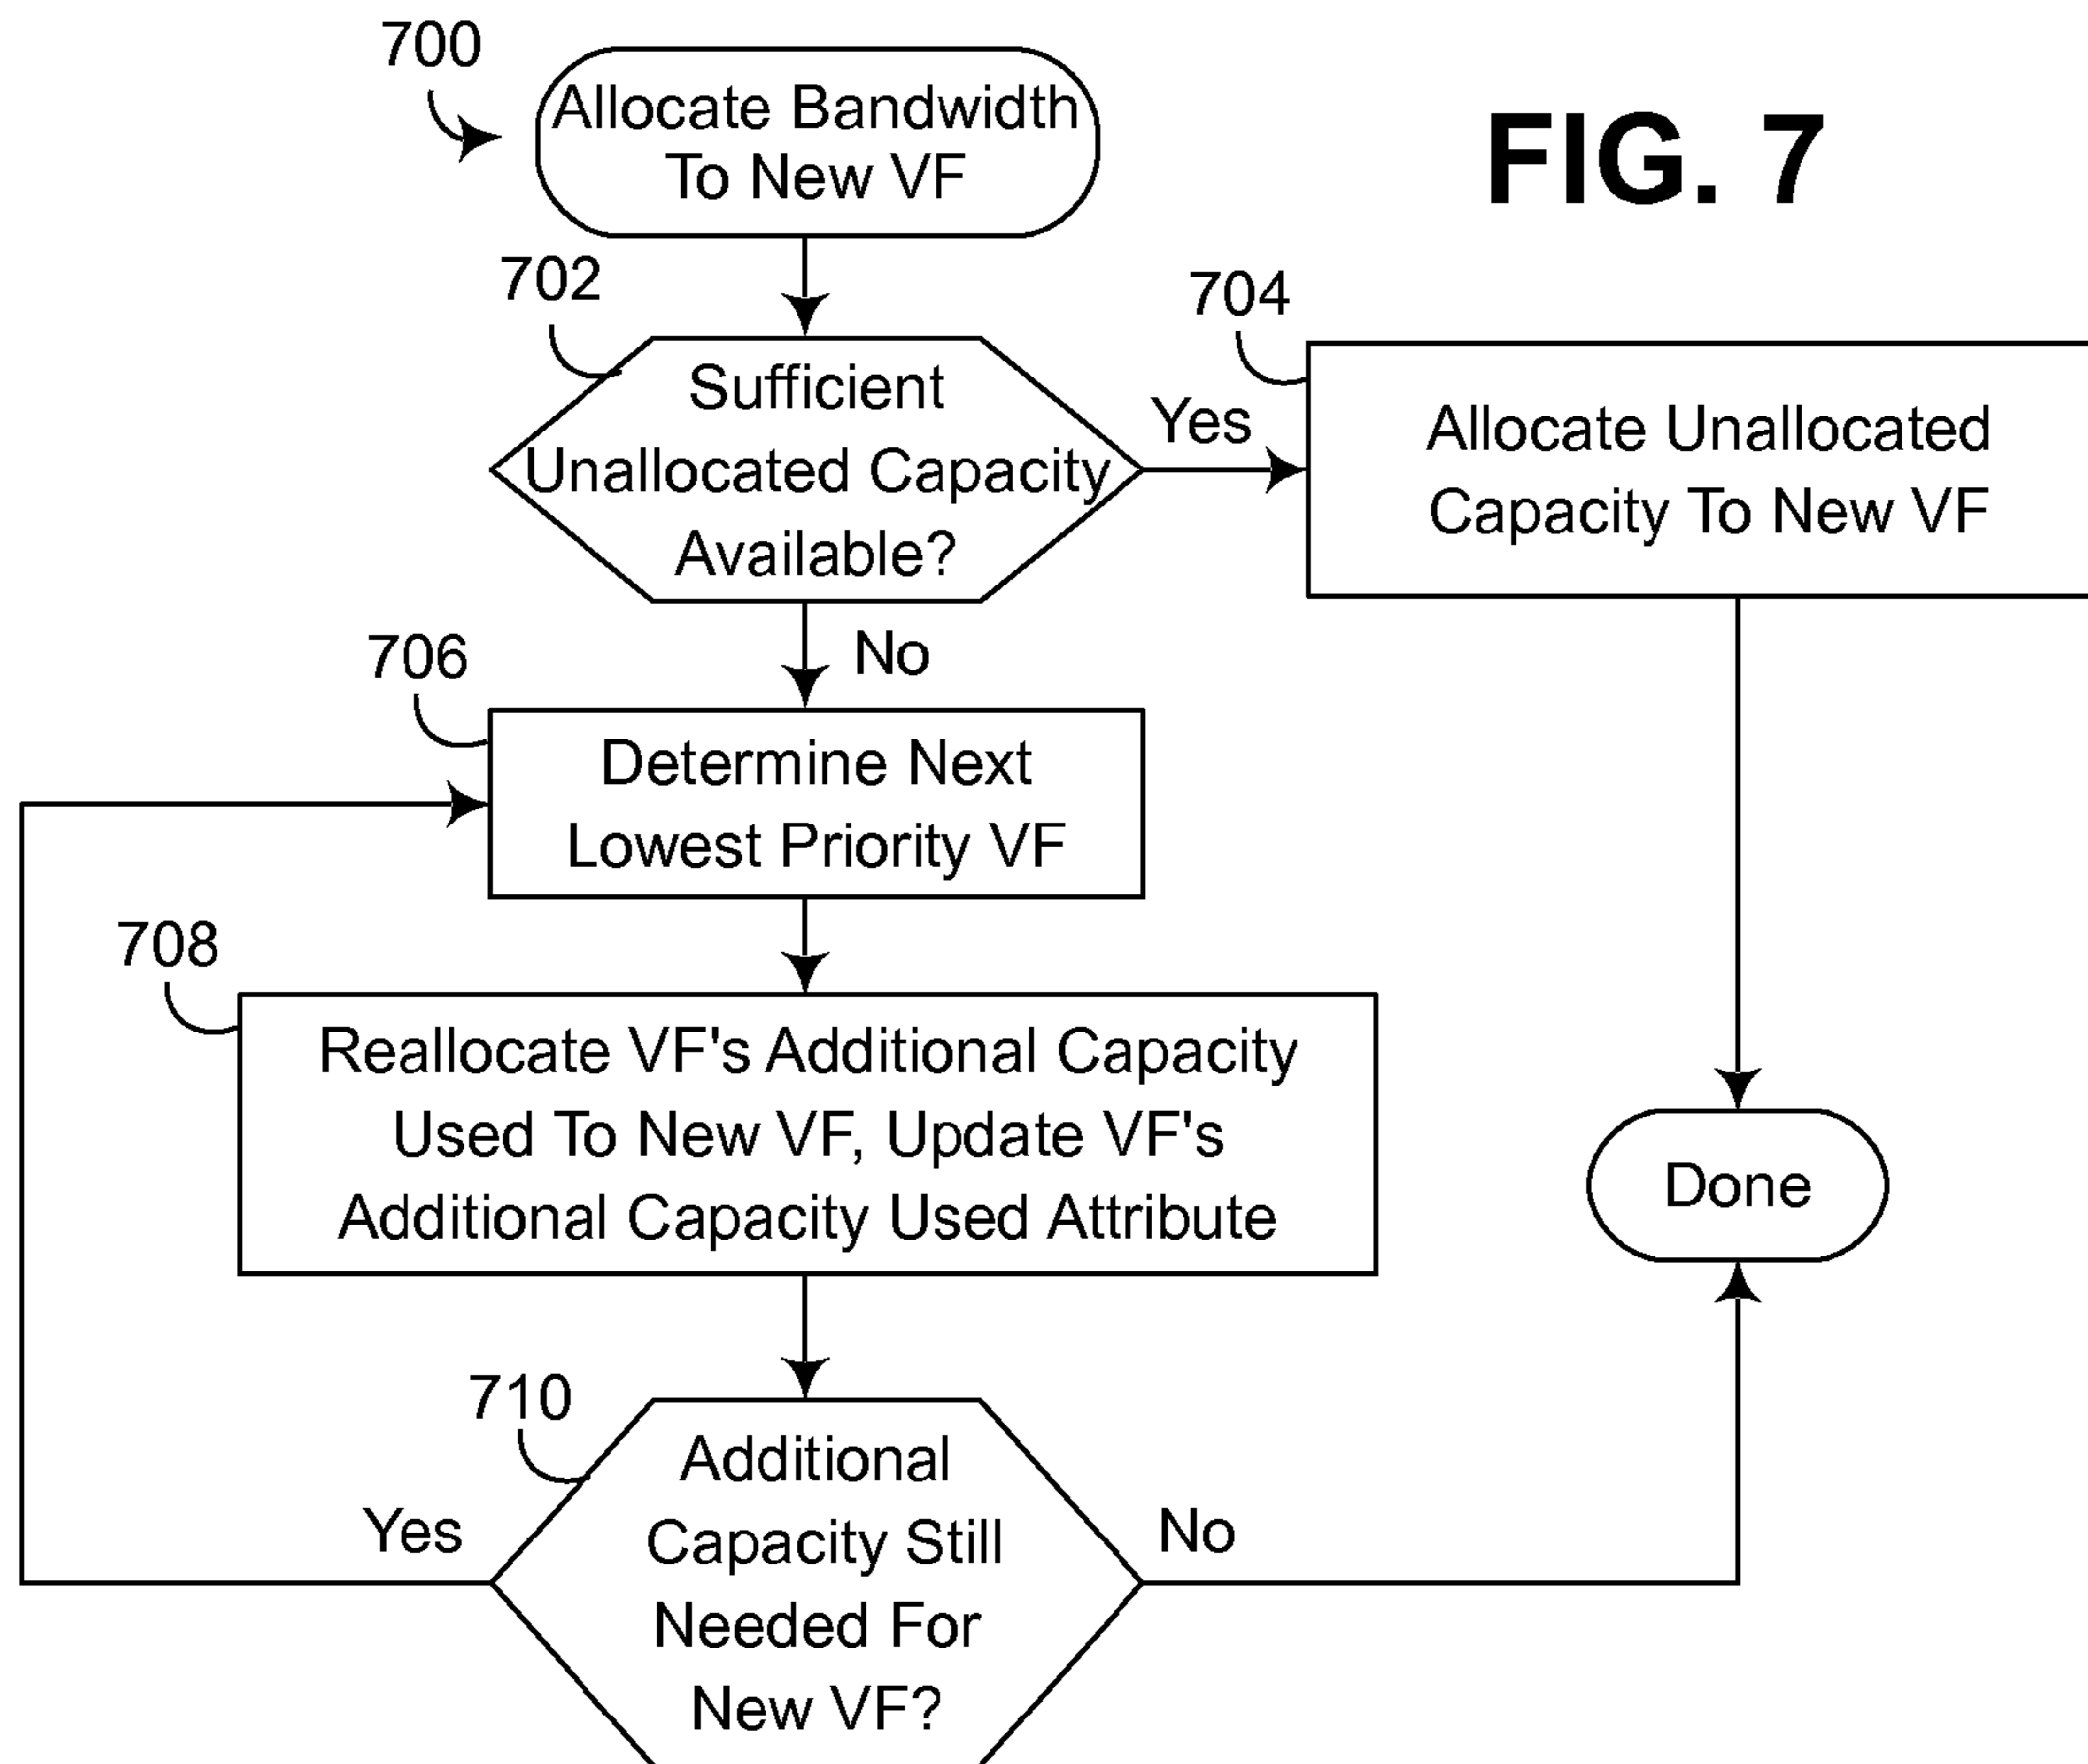 700
Allocate Bandwidth
To New VF
FIG. 7
702
Sufficient
Unallocated Capacity
Available?
Yes
704
Allocate Unallocated
Capacity To New VF
No
706
Determine Next
Lowest Priority VF
708
Reallocate VF's Additional Capacity
Used To New VF, Update VF's
Additional Capacity Used Attribute
Done
710
Additional
Capacity Still
Needed For
New VF?
Yes
No